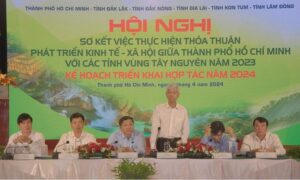 THÀNH PHỐ HỒ CHÍ MINH - TỈNH ĐẮK LẮK - TỈNH ĐẮK NÔNG - TỈNH GIA LAI - TỈNH KON TUM - TỈNH LÂM ĐỒNG
HỘI NGHỊ
SƠ KẾT VIỆC THỰC HIỆN THỎA THUẬN
PHÁT TRIỂN KINH TẾ - XÃ HỘI GIỮA THÀNH PHỐ HỒ CHÍ MINH
VỚI CÁC TỈNH VÙNG TÂY NGUYÊN NĂM 2023
KẾ HOẠCH TRIỂN KHAI HỢP TÁC NĂM 2024
Thành phố Hồ Chí Minh, ngày 4 năm 2024